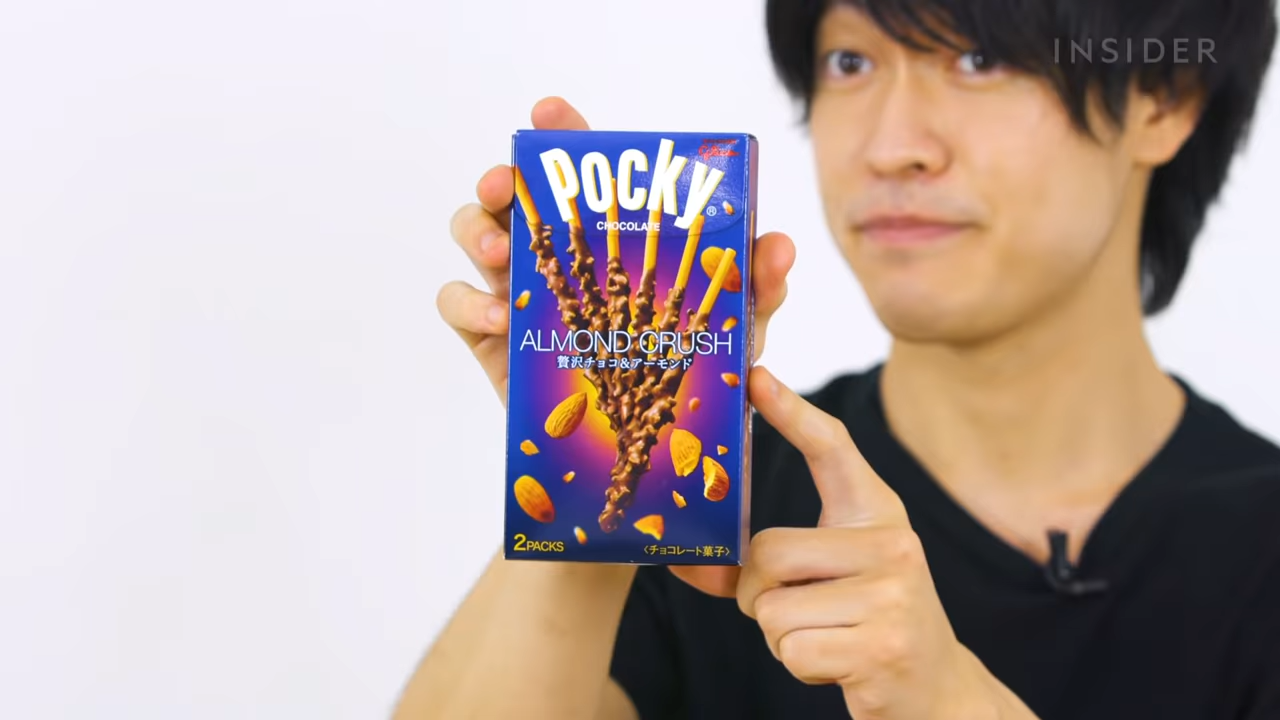 INSIDER
Glico
Pocky®
CHOCOLATE
ALMOND CRUSH
贅沢チョコ&アーモンド
2PACKS
〈チョコレート菓子〉